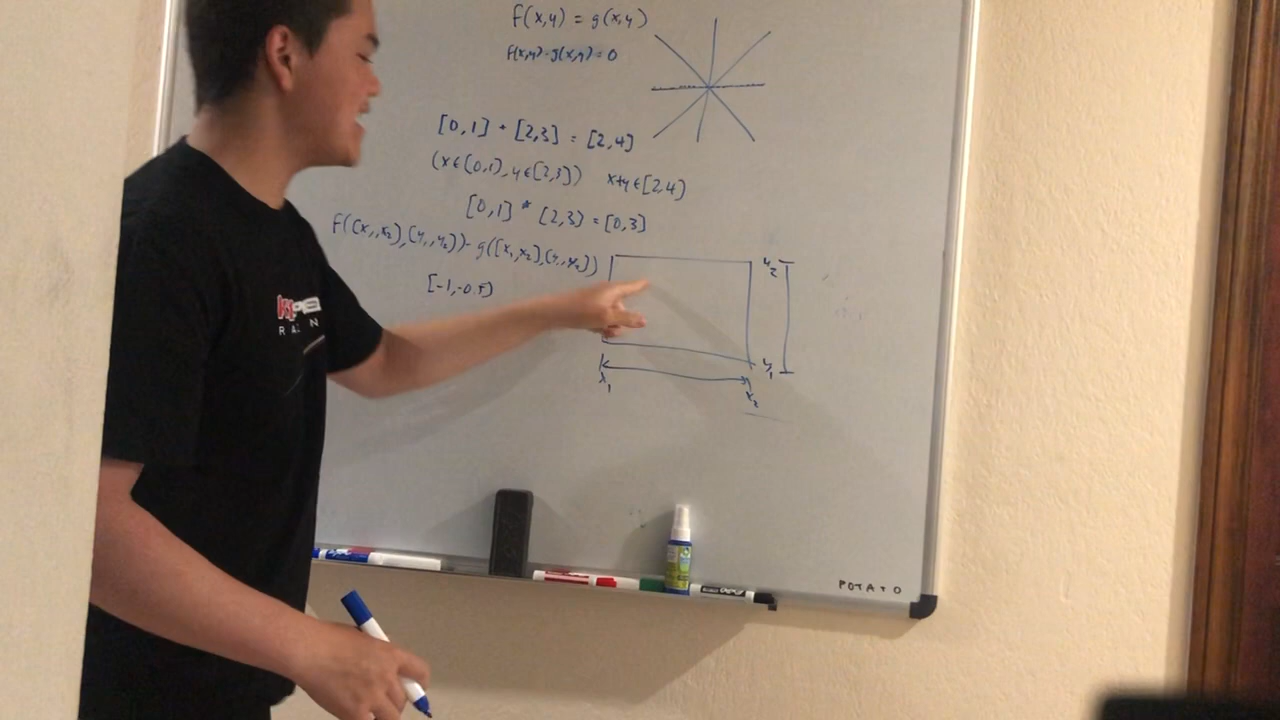 f(x,y) = g(x,y)
f(x,y)-g(x,y)=0
[0,1] + [2,3] = [2,4]
(x∈[0,1], y∈[2,3]) x+y∈[2,4]
[0,1] * [2,3] = [0,3]
f([x₁,x₂],[y₁,y₂])-g([x₁,x₂],[y₁,y₂])
[-1,-0.5]
y₂
y₁
x₁
x₂
POTATO